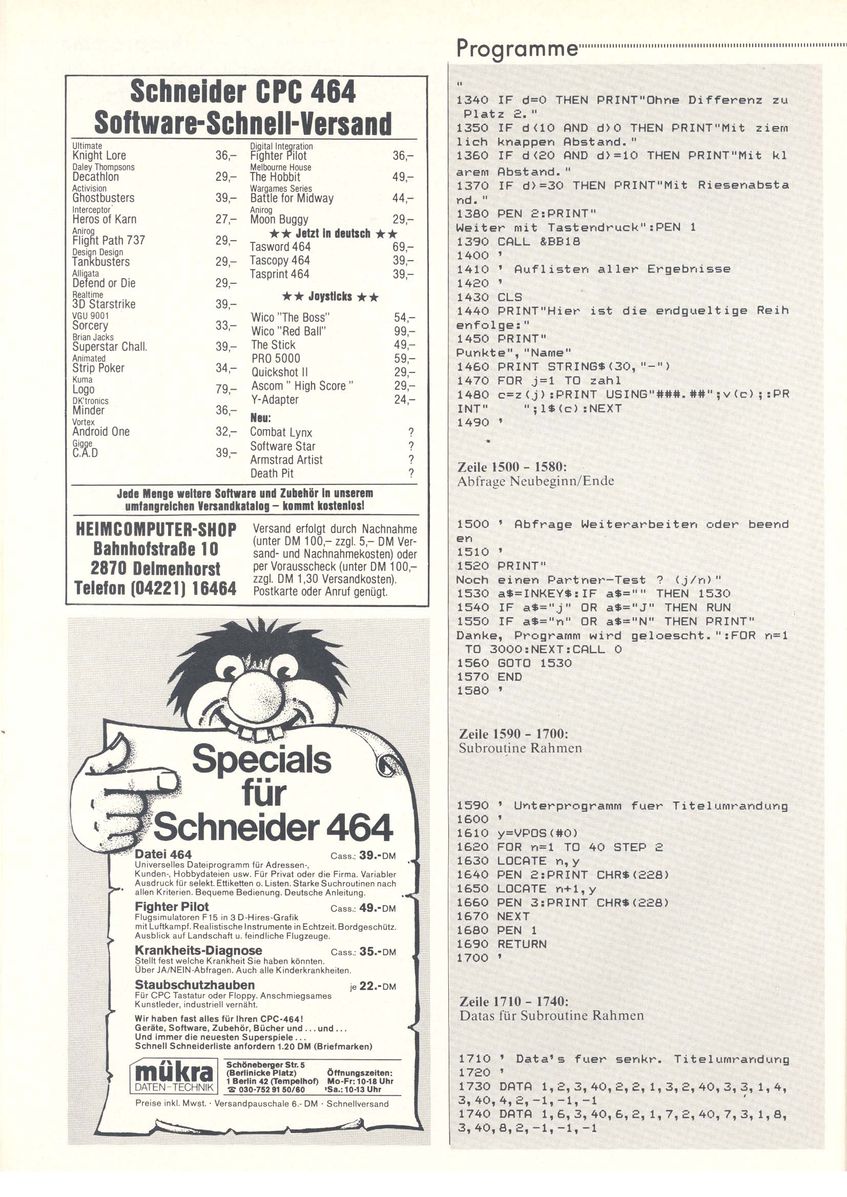 Programme
Schneider CPC 464
Software-Schnell-Versand
Ultimate
Knight Lore 36,–
Daley Thompsons
Decathlon 29,–
Activision
Ghostbusters 39,–
Interceptor
Heros of Karn 27,–
Anirog
Flight Path 737 29,–
Design Design
Tankbusters 29,–
Alligata
Defend or Die 29,–
Realtime
3D Starstrike 39,–
VGU 9001
Sorcery 33,–
Brian Jacks
Superstar Chall. 39,–
Animated
Strip Poker 34,–
Kuma
Logo 79,–
DK'tronics
Minder 36,–
Vortex
Android One 32,–
Gigge
C.A.D 39,–
Digital Integration
Fighter Pilot 36,–
Melbourne House
The Hobbit 49,–
Wargames Series
Battle for Midway 44,–
Anirog
Moon Buggy 29,–
★★ Jetzt in deutsch ★★
Tasword 464 69,–
Tascopy 464 39,–
Tasprint 464 39,–
★★ Joysticks ★★
Wico "The Boss" 54,–
Wico "Red Ball" 99,–
The Stick 49,–
PRO 5000 59,–
Quickshot II 29,–
Ascom " High Score " 29,–
Y-Adapter 24,–
Neu:
Combat Lynx ?
Software Star ?
Armstrad Artist ?
Death Pit ?
Jede Menge weitere Software und Zubehör in unserem
umfangreichen Versandkatalog – kommt kostenlos!
HEIMCOMPUTER-SHOP
Bahnhofstraße 10
2870 Delmenhorst
Telefon (04221) 16464
Versand erfolgt durch Nachnahme
(unter DM 100,– zzgl. 5,– DM Ver-
sand- und Nachnahmekosten) oder
per Vorausscheck (unter DM 100,–
zzgl. DM 1,30 Versandkosten).
Postkarte oder Anruf genügt.
Specials
für
Schneider 464
Datei 464 Cass.: 39.-DM
Universelles Dateiprogramm für Adressen-,
Kunden-, Hobbydateien usw. Für Privat oder die Firma. Variabler
Ausdruck für selekt. Ettiketten o. Listen. Starke Suchroutinen nach
allen Kriterien. Bequeme Bedienung. Deutsche Anleitung.
Fighter Pilot Cass.: 49.-DM
Flugsimulatoren F 15 in 3 D-Hires-Grafik
mit Luftkampf. Realistische Instrumente in Echtzeit. Bordgeschütz.
Ausblick auf Landschaft u. feindliche Flugzeuge.
Krankheits-Diagnose Cass.: 35.-DM
Stellt fest welche Krankheit Sie haben könnten.
Über JA/NEIN-Abfragen. Auch alle Kinderkrankheiten.
Staubschutzhauben je 22.-DM
Für CPC Tastatur oder Floppy. Anschmiegsames
Kunstleder, industriell vernäht.
Wir haben fast alles für Ihren CPC-464!
Geräte, Software, Zubehör, Bücher und . . . und . . .
Und immer die neuesten Superspiele . . .
Schnell Schneiderliste anfordern 1.20 DM (Briefmarken)
mükra
DATEN-TECHNIK
Schöneberger Str. 5
(Berlinicke Platz)
1 Berlin 42 (Tempelhof)
☎ 030-752 91 50/60
Öffnungszeiten:
Mo-Fr: 10-18 Uhr
Sa.: 10-13 Uhr
Preise inkl. Mwst. · Versandpauschale 6.- DM · Schnellversand
"
1340 IF d=0 THEN PRINT"Ohne Differenz zu
Platz 2."
1350 IF d<10 AND d>0 THEN PRINT"Mit ziem
lich knappen Abstand."
1360 IF d<20 AND d>=10 THEN PRINT"Mit kl
arem Abstand."
1370 IF d>=30 THEN PRINT"Mit Riesenabsta
nd."
1380 PEN 2:PRINT"
Weiter mit Tastendruck":PEN 1
1390 CALL &BB18
1400 '
1410 ' Auflisten aller Ergebnisse
1420 '
1430 CLS
1440 PRINT"Hier ist die endgueltige Reih
enfolge:"
1450 PRINT"
Punkte","Name"
1460 PRINT STRING$(30,"-")
1470 FOR j=1 TO zahl
1480 c=z(j):PRINT USING"###.##";v(c);:PR
INT" ";l$(c):NEXT
1490 '
Zeile 1500 – 1580:
Abfrage Neubeginn/Ende
1500 ' Abfrage Weiterarbeiten oder beend
en
1510 '
1520 PRINT"
Noch einen Partner-Test ? (j/n)"
1530 a$=INKEY$:IF a$="" THEN 1530
1540 IF a$="j" OR a$="J" THEN RUN
1550 IF a$="n" OR a$="N" THEN PRINT"
Danke, Programm wird geloescht.":FOR n=1
TO 3000:NEXT:CALL 0
1560 GOTO 1530
1570 END
1580 '
Zeile 1590 – 1700:
Subroutine Rahmen
1590 ' Unterprogramm fuer Titelumrandung
1600 '
1610 y=VPOS(#0)
1620 FOR n=1 TO 40 STEP 2
1630 LOCATE n,y
1640 PEN 2:PRINT CHR$(228)
1650 LOCATE n+1,y
1660 PEN 3:PRINT CHR$(228)
1670 NEXT
1680 PEN 1
1690 RETURN
1700 '
Zeile 1710 – 1740:
Datas für Subroutine Rahmen
1710 ' Data's fuer senkr. Titelumrandung
1720 '
1730 DATA 1,2,3,40,2,2,1,3,2,40,3,3,1,4,
3,40,4,2,-1,-1,-1
1740 DATA 1,6,3,40,6,2,1,7,2,40,7,3,1,8,
3,40,8,2,-1,-1,-1